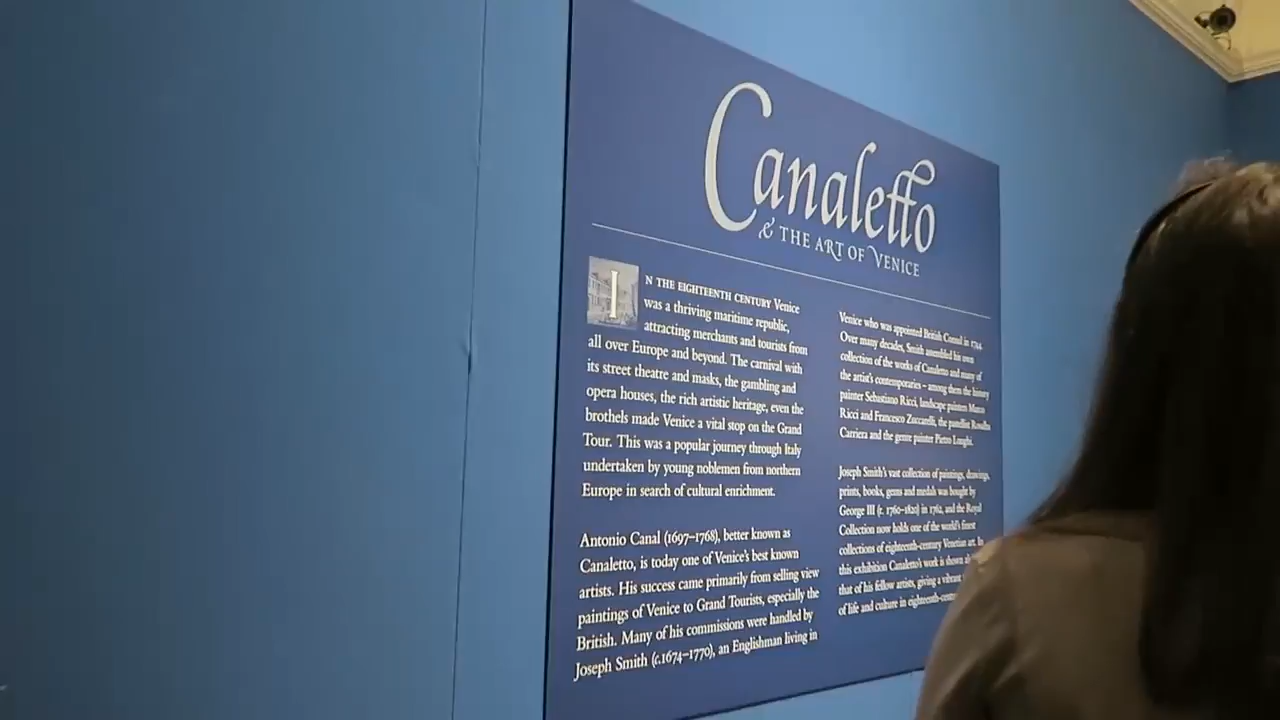 Canaletto
& THE ART OF VENICE
IN THE EIGHTEENTH CENTURY Venice
was a thriving maritime republic,
attracting merchants and tourists from
all over Europe and beyond. The carnival with
its street theatre and masks, the gambling and
opera houses, the rich artistic heritage, even the
brothels made Venice a vital stop on the Grand
Tour. This was a popular journey through Italy
undertaken by young noblemen from northern
Europe in search of cultural enrichment.
Antonio Canal (1697–1768), better known as
Canaletto, is today one of Venice's best known
artists. His success came primarily from selling view
paintings of Venice to Grand Tourists, especially the
British. Many of his commissions were handled by
Joseph Smith (c.1674–1770), an Englishman living in
Venice who was appointed British Consul in 1744.
Over many decades, Smith assembled his own
collection of the works of Canaletto and many of
the artist's contemporaries – among them the history
painter Sebastiano Ricci, landscape painters Marco
Ricci and Francesco Zuccarelli, the pastellist Rosalba
Carriera and the genre painter Pietro Longhi.
Joseph Smith's vast collection of paintings, drawings,
prints, books, gems and medals was bought by
George III (r. 1760–1820) in 1762, and the Royal
Collection now holds one of the world's finest
collections of eighteenth-century Venetian art. In
this exhibition Canaletto's work is shown
that of his fellow artists, giving a vibrant
of life and culture in